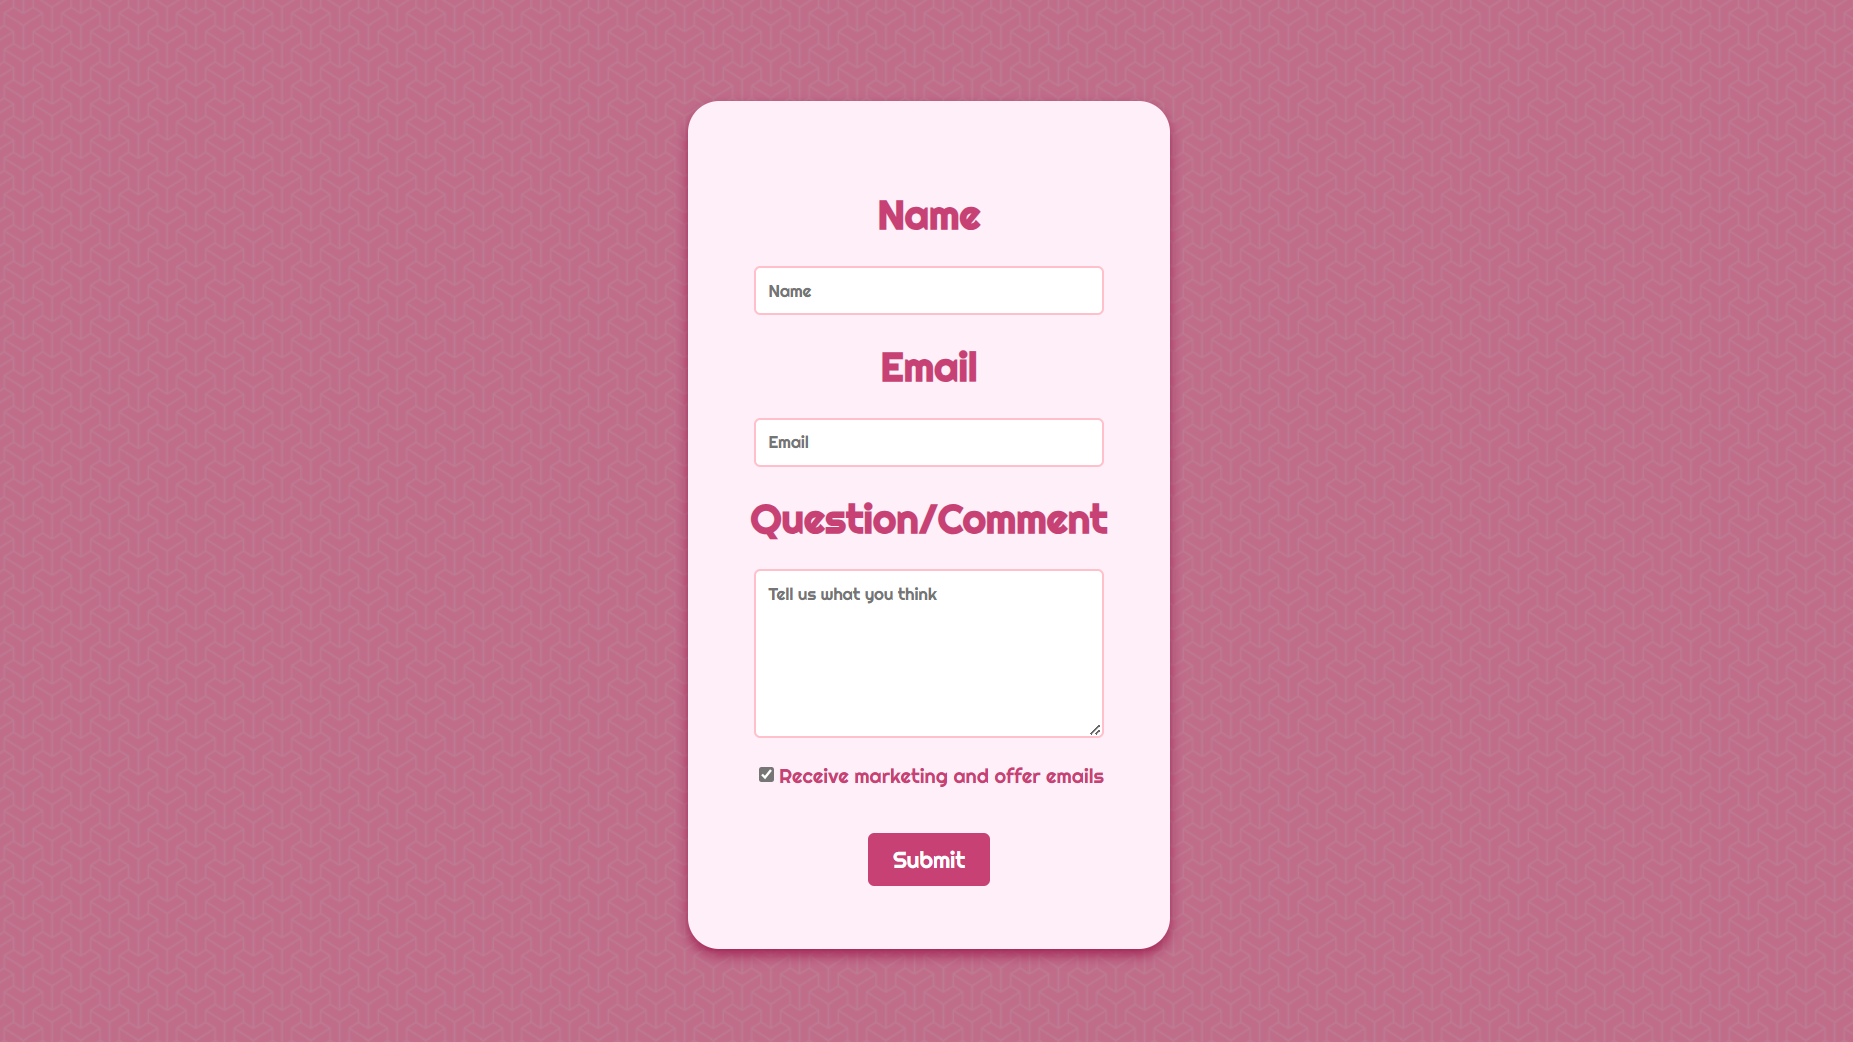 Name
Name
Email
Email
Question/Comment
Tell us what you think
Receive marketing and offer emails
Submit